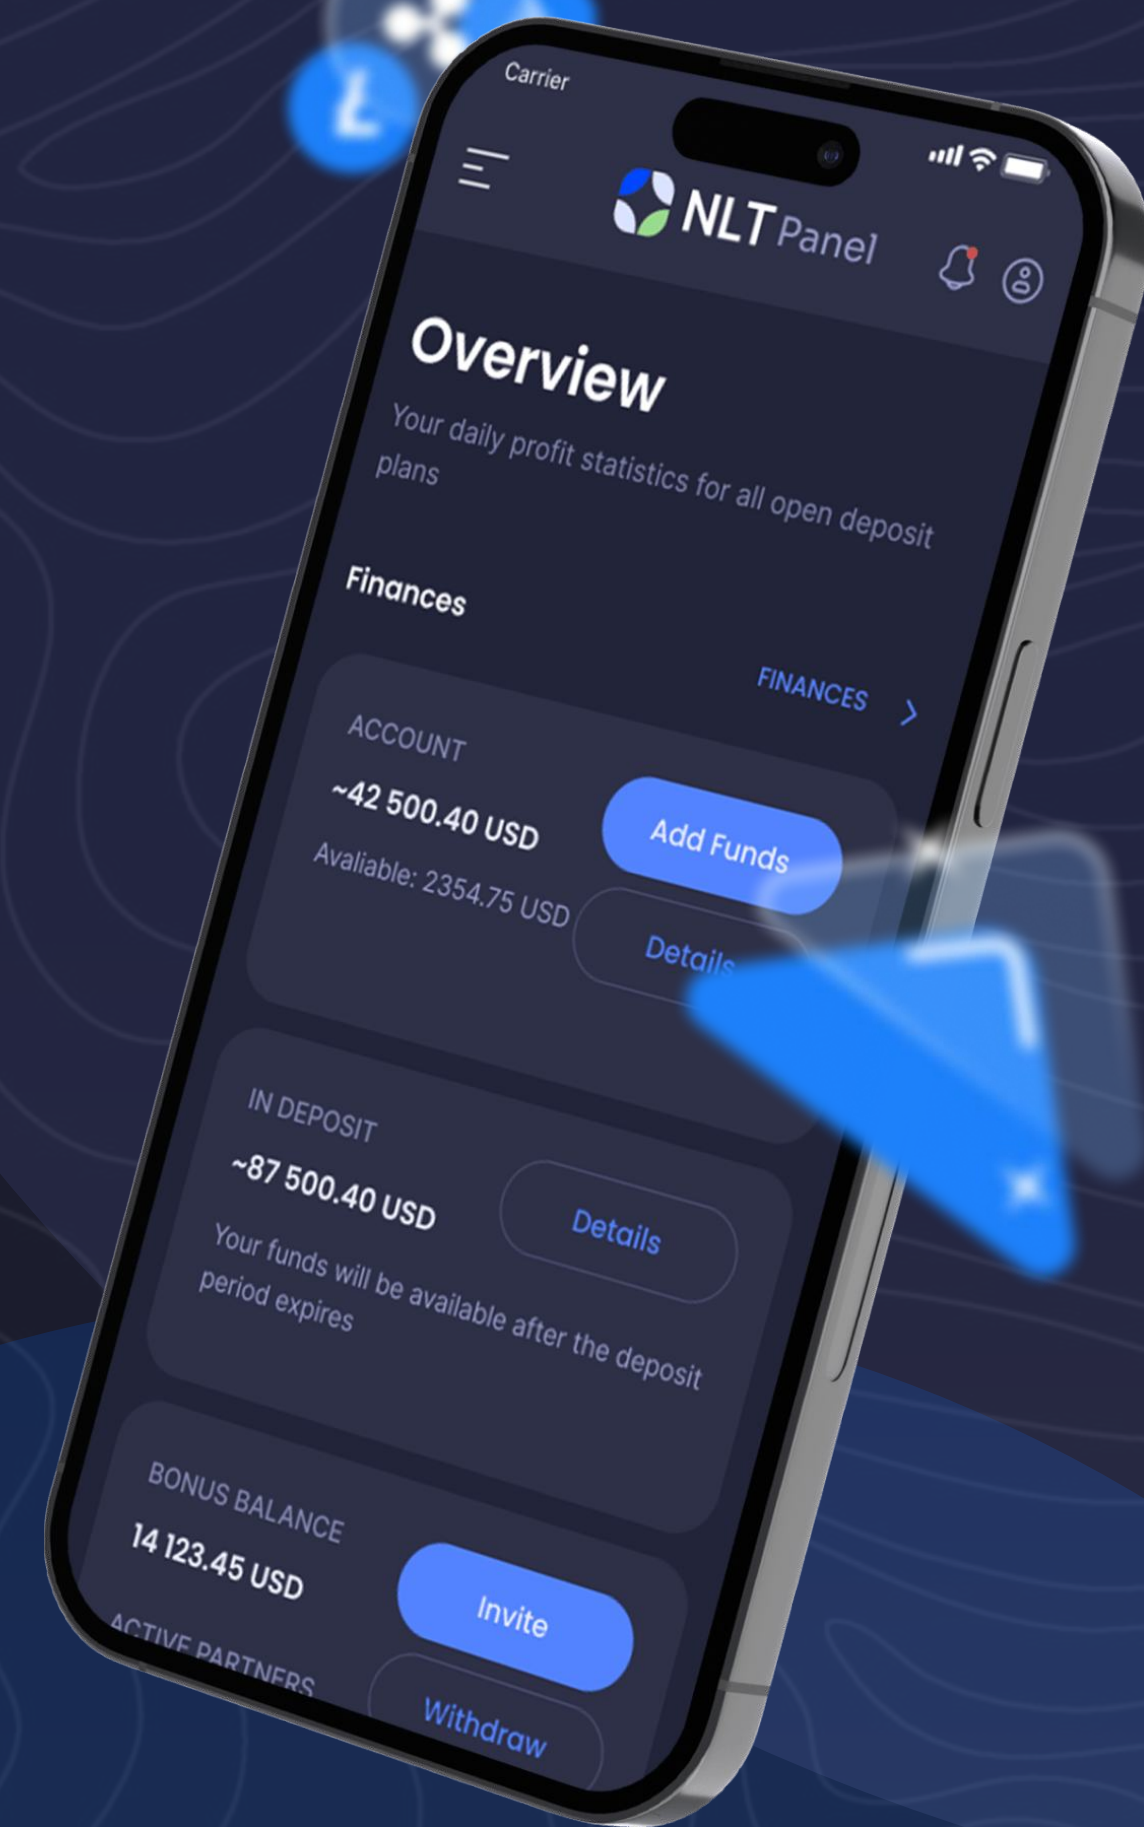 Carrier
NLT Panel
Overview
Your daily profit statistics for all open deposit
plans
Finances
FINANCES
ACCOUNT
~42 500.40 USD
Add Funds
Avaliable: 2354.75 USD
Details
IN DEPOSIT
~87 500.40 USD
Details
Your funds will be available after the deposit
period expires
BONUS BALANCE
14 123.45 USD
Invite
ACTIVE PARTNERS
Withdraw